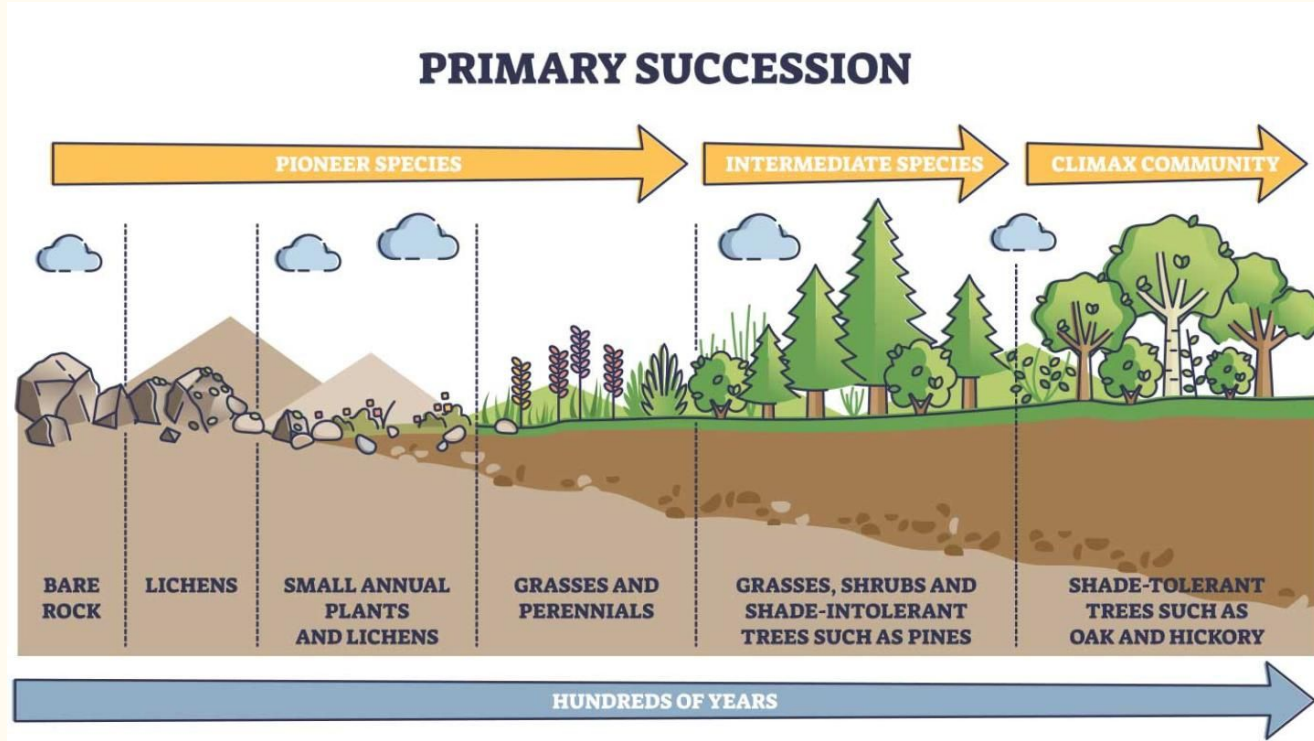 PRIMARY SUCCESSION
PIONEER SPECIES
INTERMEDIATE SPECIES
CLIMAX COMMUNITY
BARE
ROCK
LICHENS
SMALL ANNUAL
PLANTS
AND LICHENS
GRASSES AND
PERENNIALS
GRASSES, SHRUBS AND
SHADE-INTOLERANT
TREES SUCH AS PINES
SHADE-TOLERANT
TREES SUCH AS
OAK AND HICKORY
HUNDREDS OF YEARS